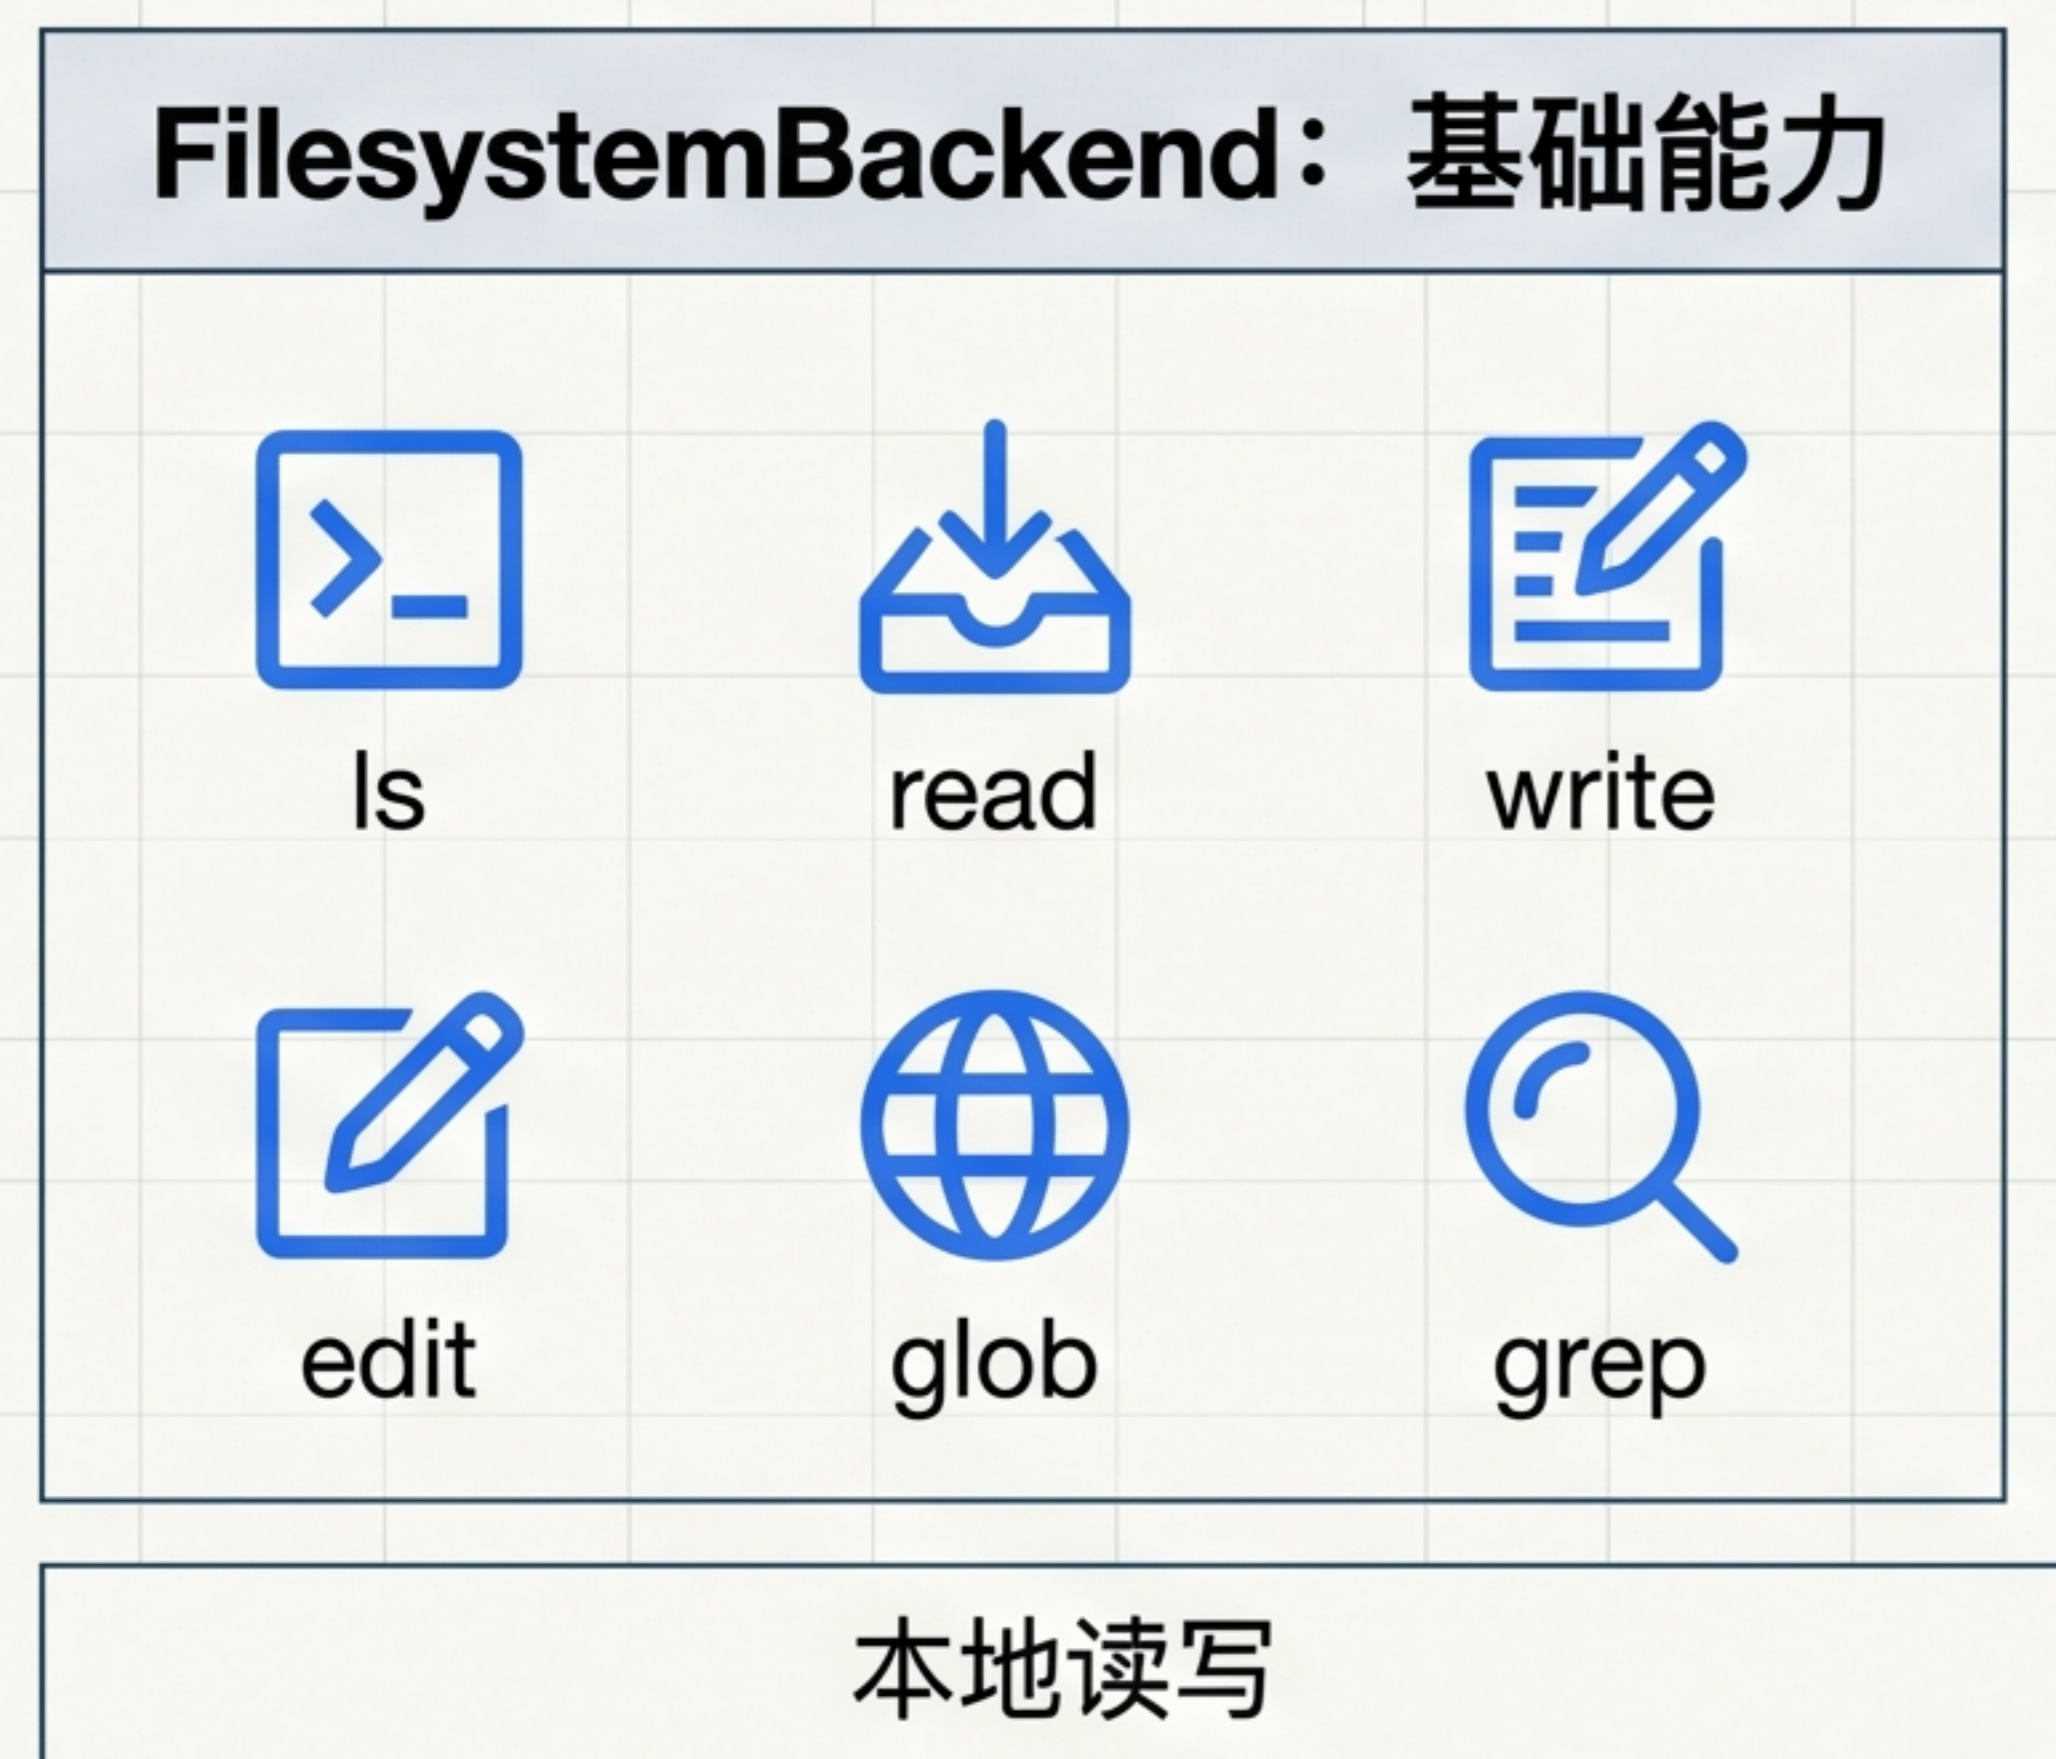 FilesystemBackend：基础能力
ls
read
write
edit
glob
grep
本地读写